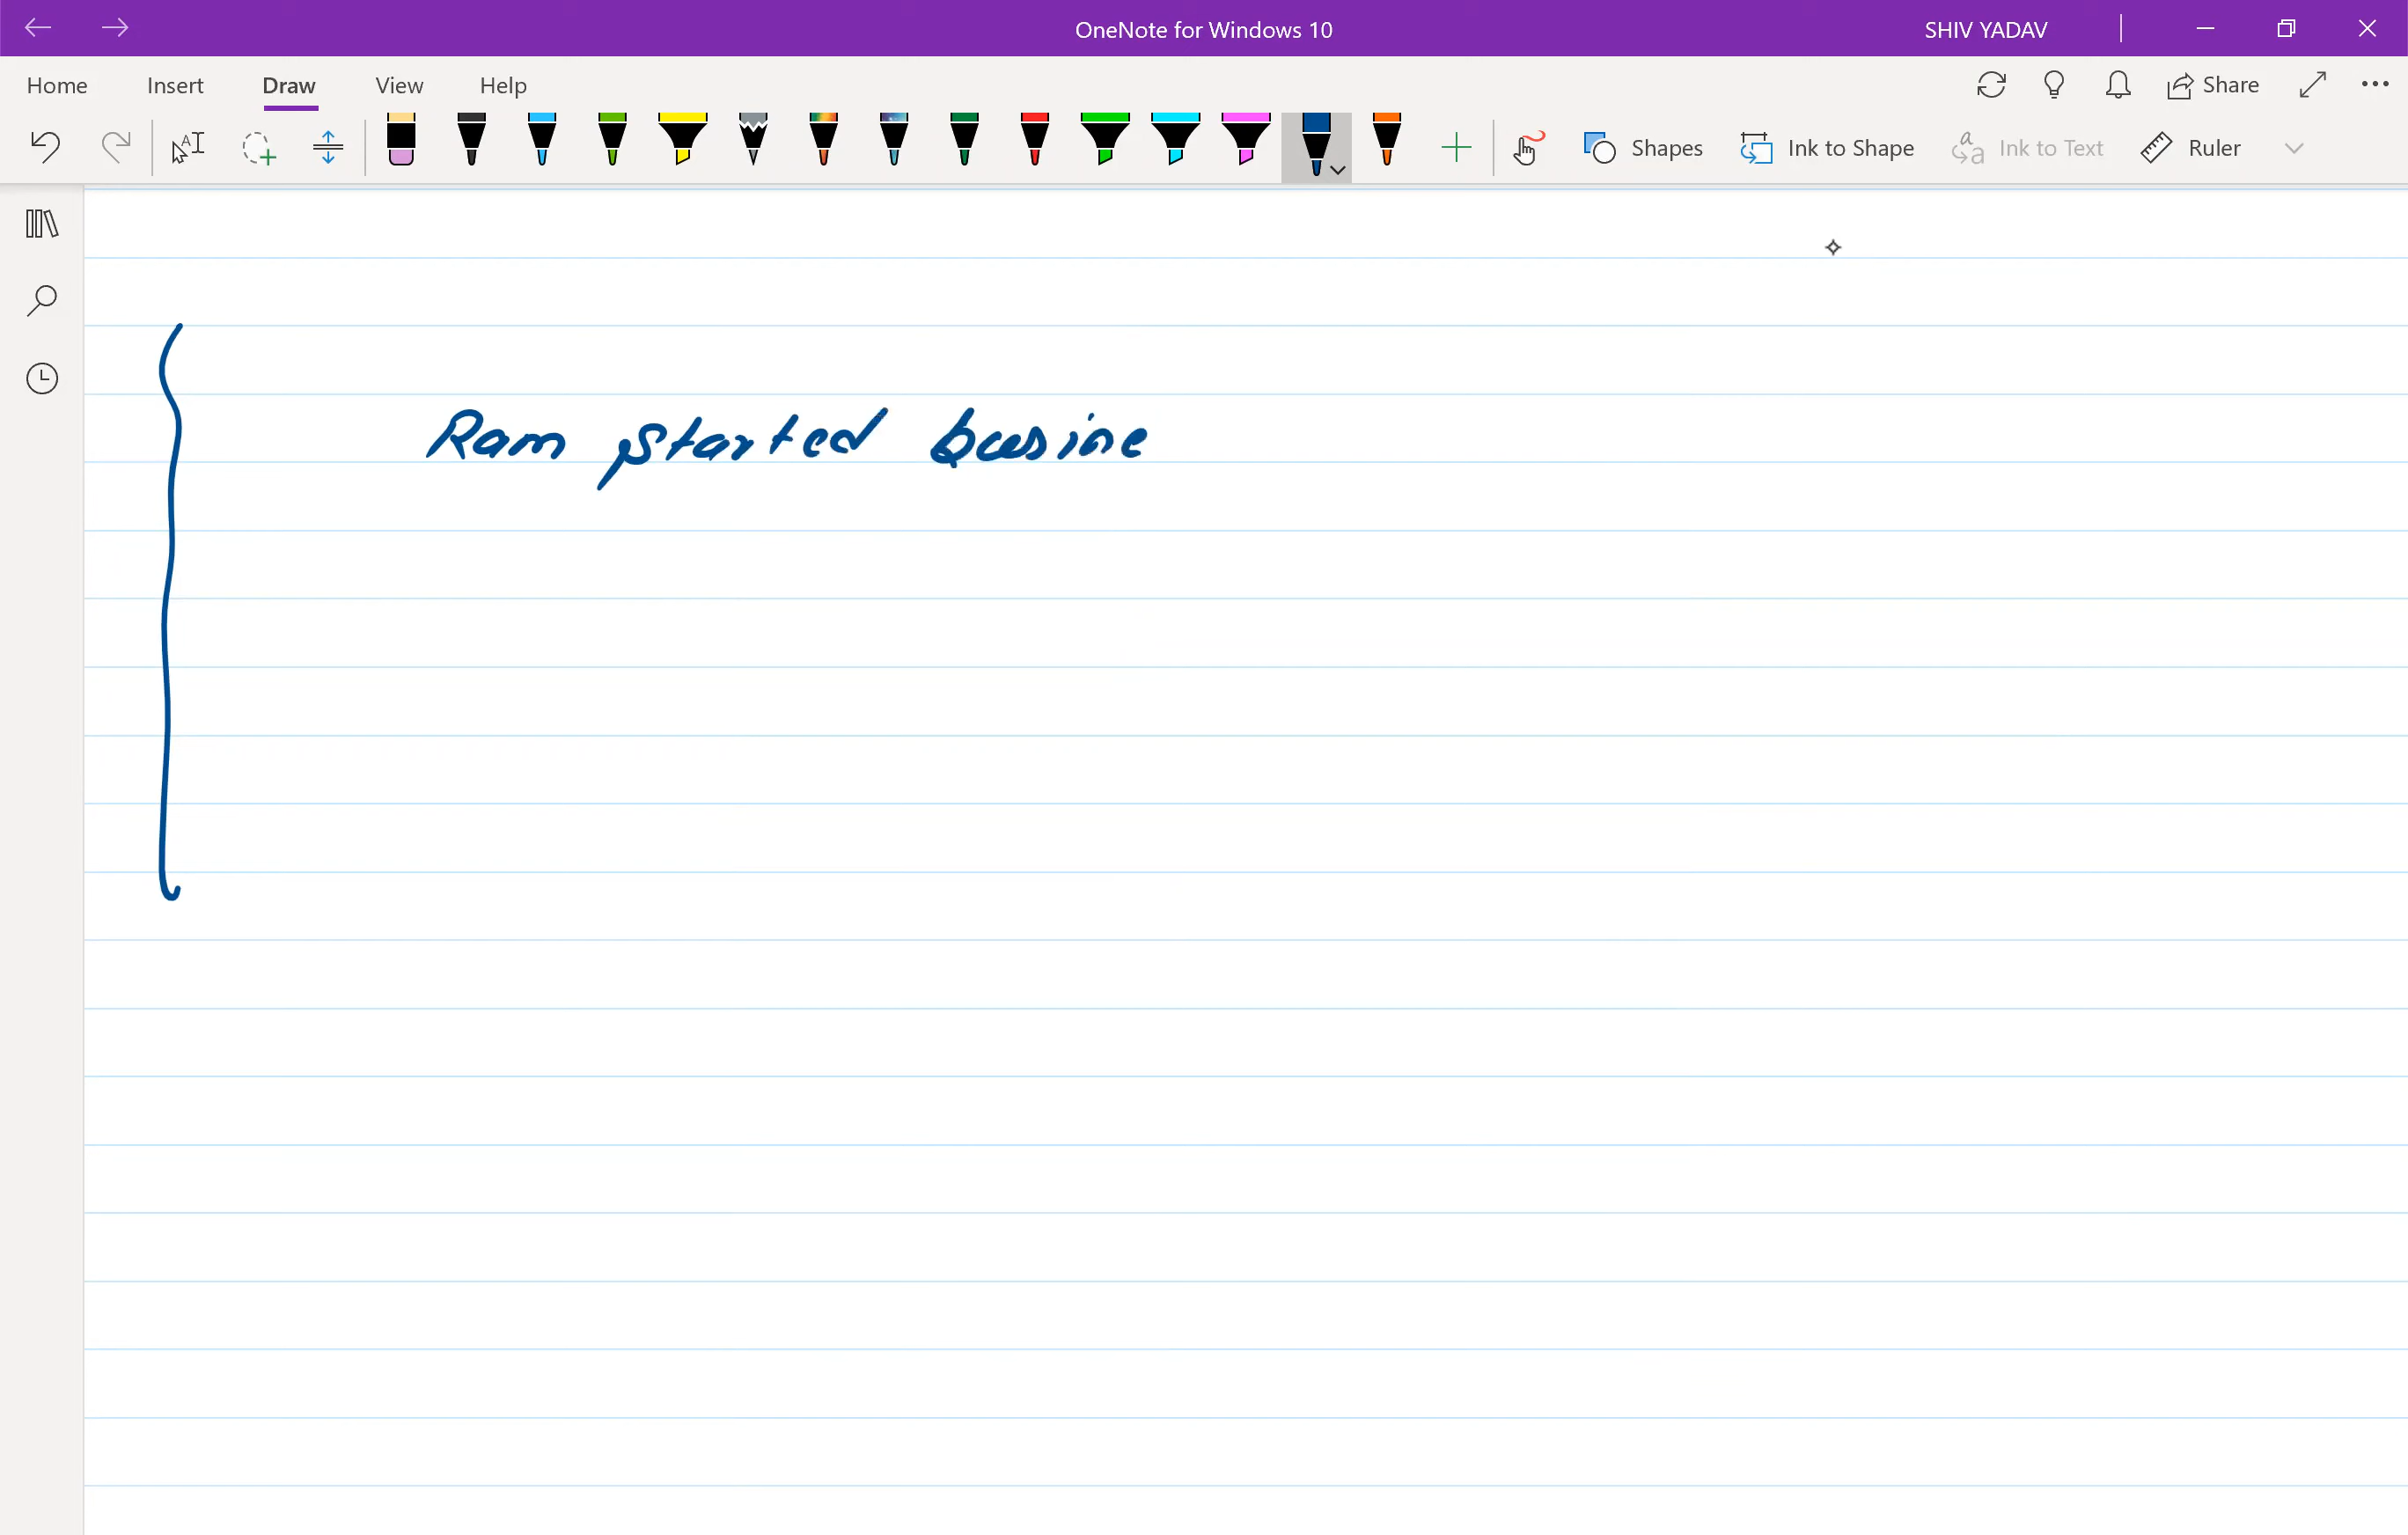 OneNote for Windows 10 SHIV YADAV
Home Insert Draw View Help Share
Shapes Ink to Shape Ink to Text Ruler
Ram started busine